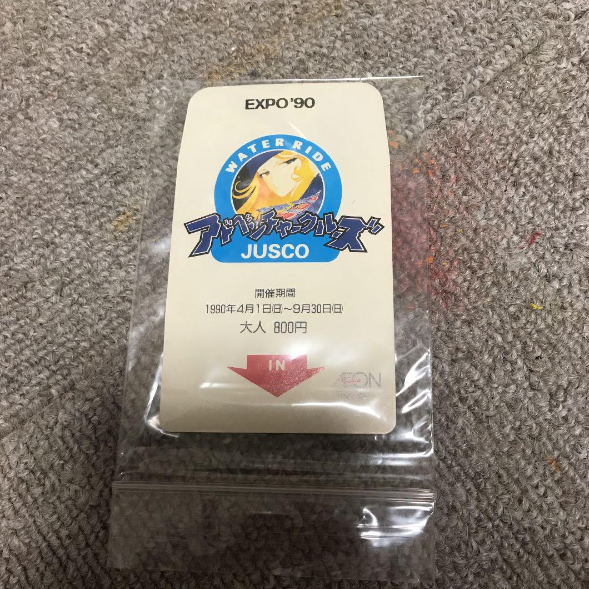 EXPO '90
WATER RIDE
アドベンチャークルーズ
JUSCO
開催期間
1990年4月1日(日)~9月30日(日)
大人 800円
IN
ÆON